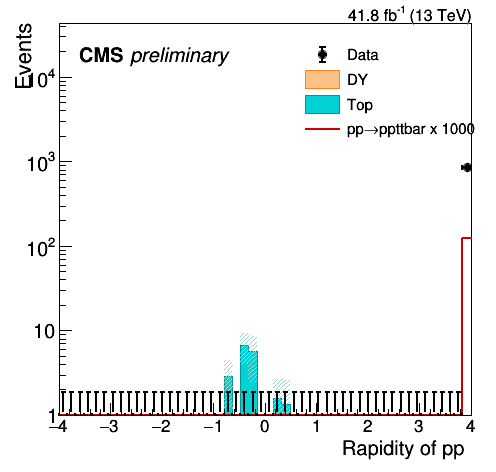 41.8 fb⁻¹ (13 TeV)
Events
CMS preliminary
Data
DY
Top
pp→ppttbar x 1000
10⁴
10³
10²
10
1
−4 −3 −2 −1 0 1 2 3 4
Rapidity of pp